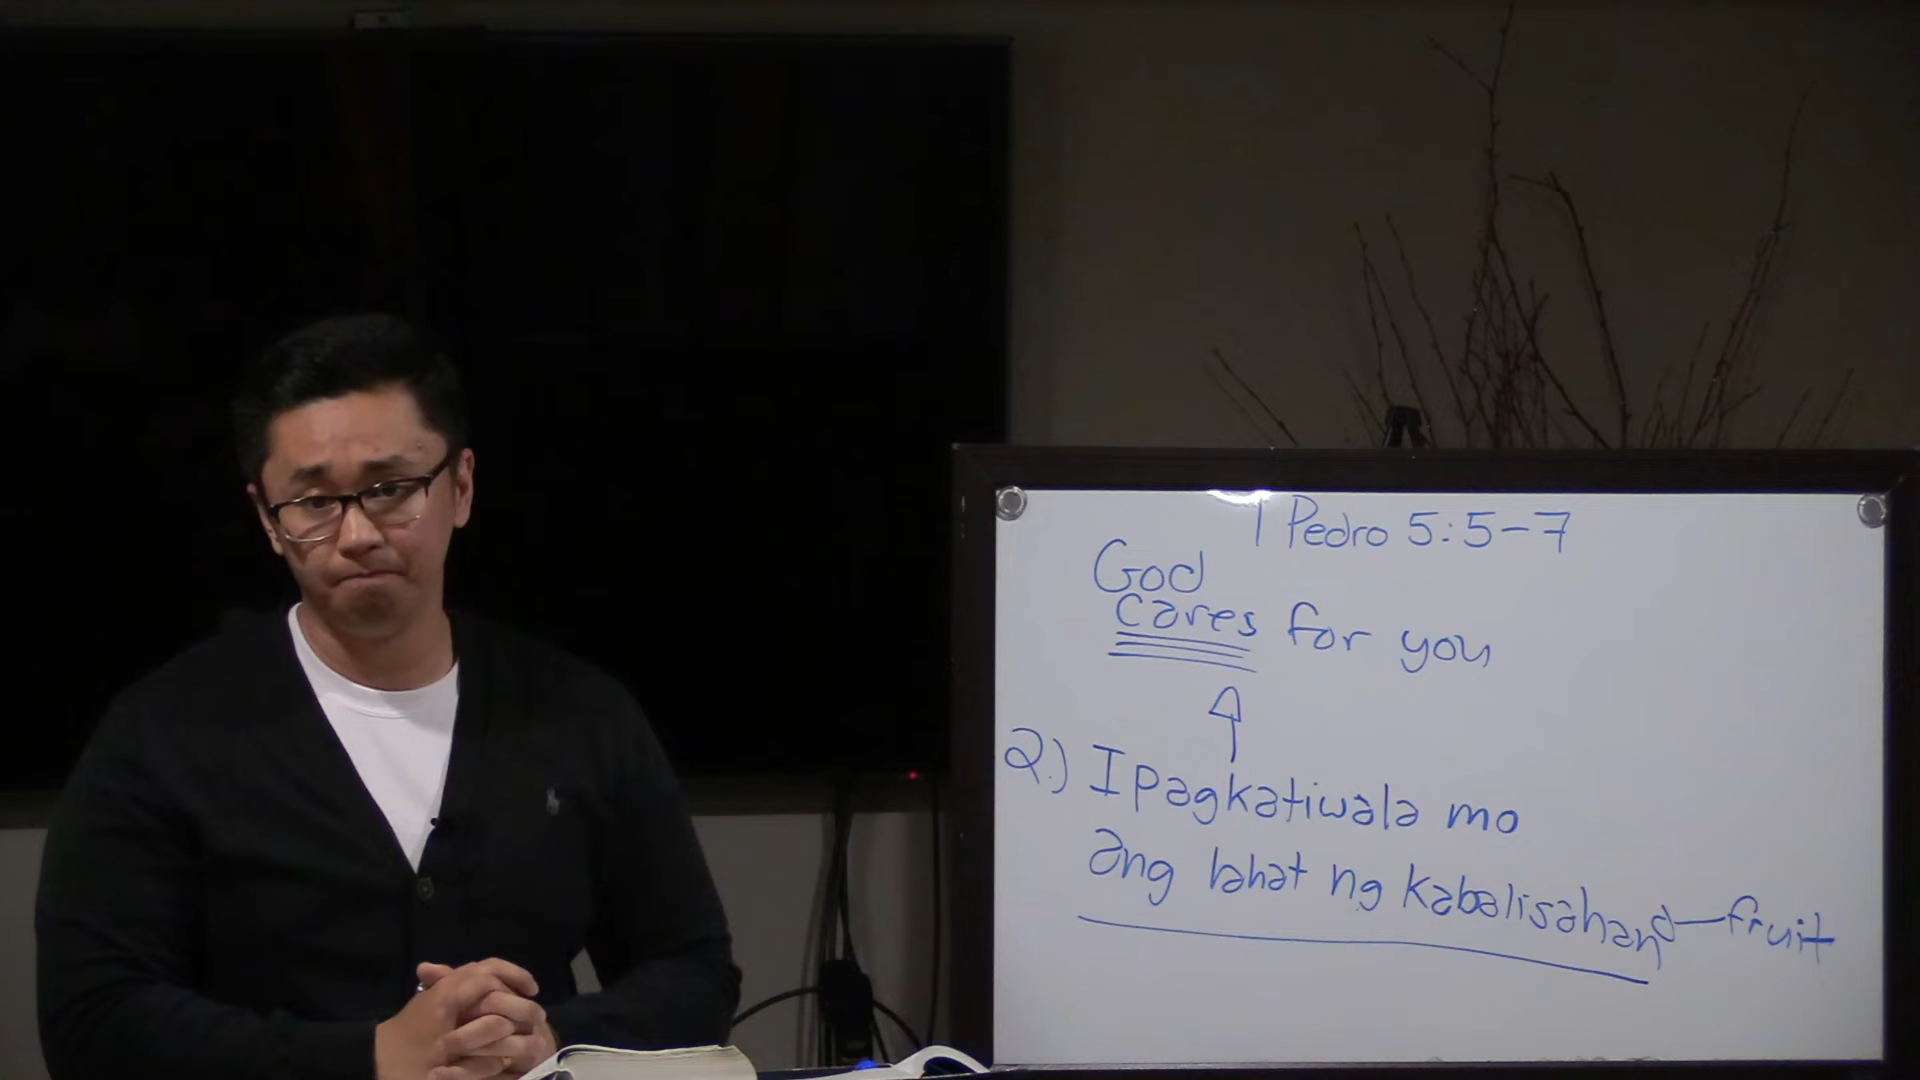 1 Pedro 5:5-7
God
cares for you
2.) Ipagkatiwala mo
ang lahat ng kabalisahan - fruit